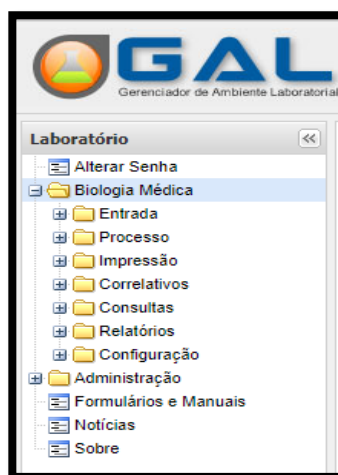 GAL
Gerenciador de Ambiente Laboratorial
Laboratório
Alterar Senha
Biologia Médica
Entrada
Processo
Impressão
Correlativos
Consultas
Relatórios
Configuração
Administração
Formulários e Manuais
Notícias
Sobre